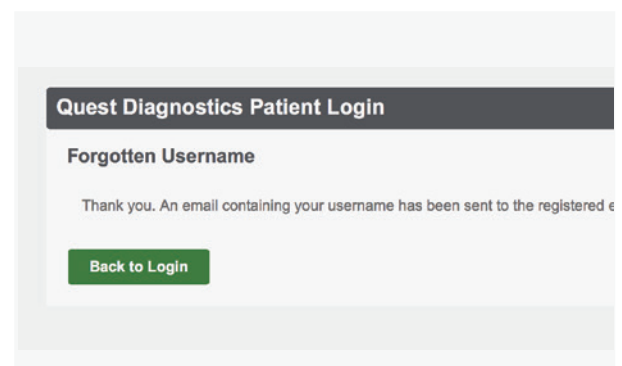 Quest Diagnostics Patient Login
Forgotten Username
Thank you. An email containing your username has been sent to the registered
Back to Login